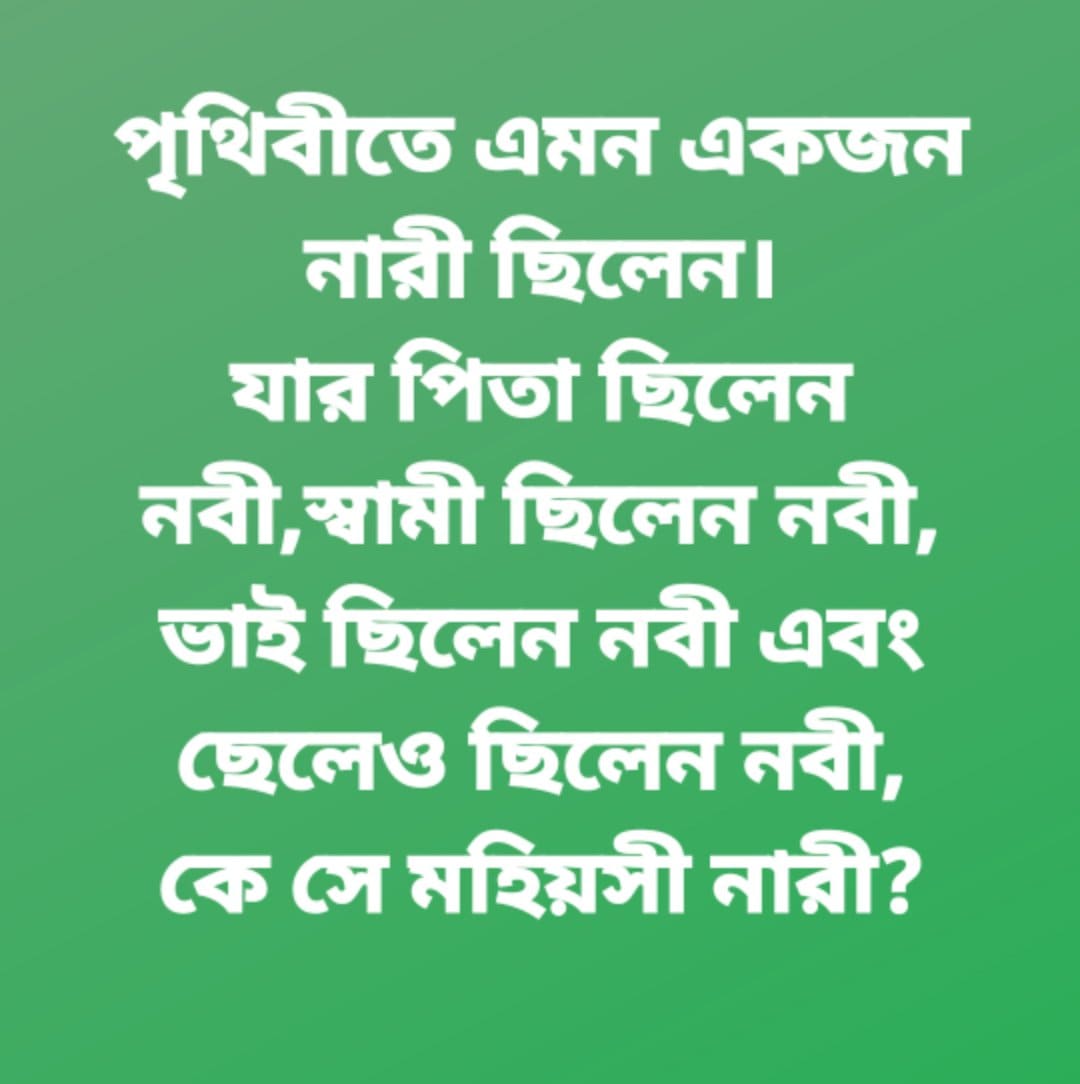 পৃথিবীতে এমন একজন
নারী ছিলেন।
যার পিতা ছিলেন
নবী,স্বামী ছিলেন নবী,
ভাই ছিলেন নবী এবং
ছেলেও ছিলেন নবী,
কে সে মহিয়সী নারী?